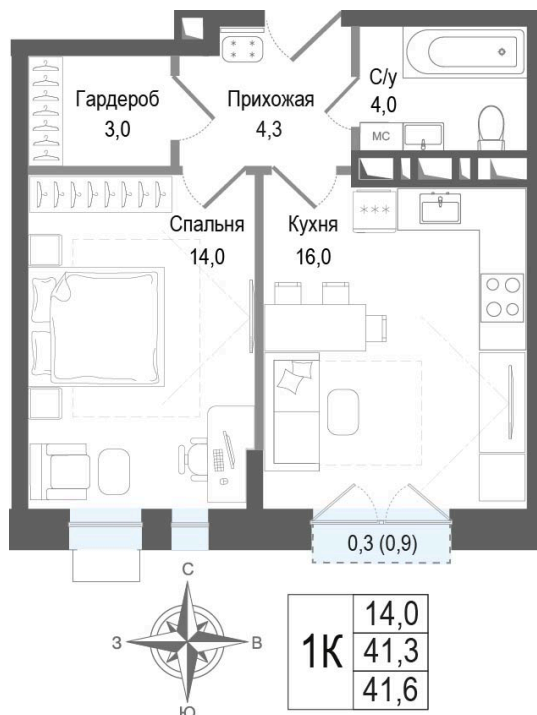 Гардероб
3,0
Прихожая
4,3
С/у
4,0
МС
Спальня
14,0
Кухня
16,0
***
0,3 (0,9)
С
З
В
Ю
1К
14,0
41,3
41,6